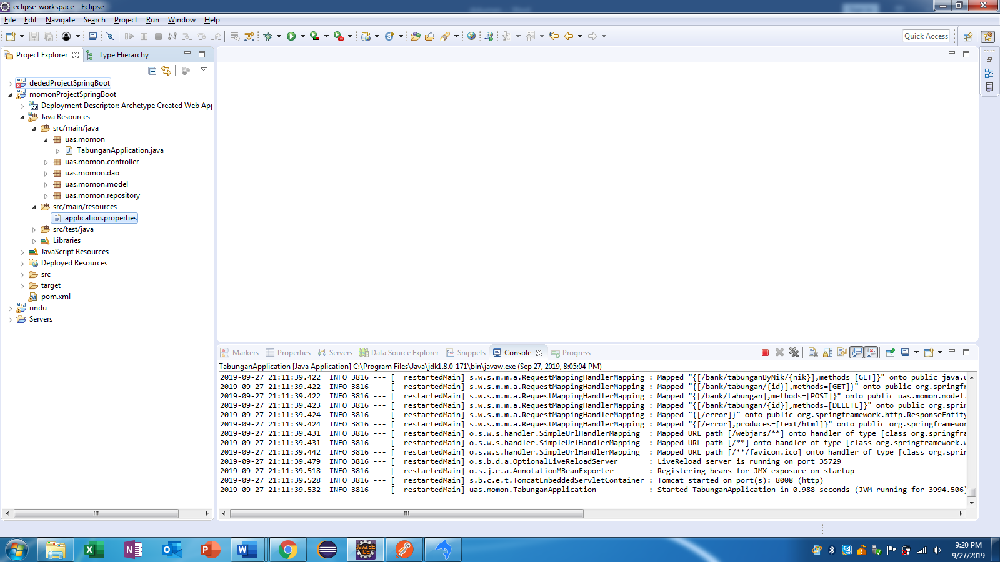 eclipse-workspace - Eclipse
File Edit Navigate Search Project Run Window Help
Quick Access
Project Explorer Type Hierarchy
dededProjectSpringBoot
momonProjectSpringBoot
Deployment Descriptor: Archetype Created Web App
Java Resources
src/main/java
uas.momon
TabunganApplication.java
uas.momon.controller
uas.momon.dao
uas.momon.model
uas.momon.repository
src/main/resources
application.properties
src/test/java
Libraries
JavaScript Resources
Deployed Resources
src
target
pom.xml
rindu
Servers
Markers Properties Servers Data Source Explorer Snippets Console Progress
TabunganApplication [Java Application] C:\Program Files\Java\jdk1.8.0_171\bin\javaw.exe (Sep 27, 2019, 8:05:04 PM)
2019-09-27 21:11:39.422 INFO 3816 --- [ restartedMain] s.w.s.m.m.a.RequestMappingHandlerMapping : Mapped "{[/bank/tabunganByNik/{nik}],methods=[GET]}" onto public java.u
2019-09-27 21:11:39.422 INFO 3816 --- [ restartedMain] s.w.s.m.m.a.RequestMappingHandlerMapping : Mapped "{[/bank/tabungan/{id}],methods=[GET]}" onto public org.springf
2019-09-27 21:11:39.422 INFO 3816 --- [ restartedMain] s.w.s.m.m.a.RequestMappingHandlerMapping : Mapped "{[/bank/tabungan],methods=[POST]}" onto public uas.momon.model.
2019-09-27 21:11:39.423 INFO 3816 --- [ restartedMain] s.w.s.m.m.a.RequestMappingHandlerMapping : Mapped "{[/bank/tabungan/{id}],methods=[DELETE]}" onto public org.spri
2019-09-27 21:11:39.424 INFO 3816 --- [ restartedMain] s.w.s.m.m.a.RequestMappingHandlerMapping : Mapped "{[/error]}" onto public org.springframework.http.ResponseEntity
2019-09-27 21:11:39.424 INFO 3816 --- [ restartedMain] s.w.s.m.m.a.RequestMappingHandlerMapping : Mapped "{[/error],produces=[text/html]}" onto public org.springframewor
2019-09-27 21:11:39.431 INFO 3816 --- [ restartedMain] o.s.w.s.handler.SimpleUrlHandlerMapping : Mapped URL path [/webjars/**] onto handler of type [class org.springfra
2019-09-27 21:11:39.431 INFO 3816 --- [ restartedMain] o.s.w.s.handler.SimpleUrlHandlerMapping : Mapped URL path [/**] onto handler of type [class org.springframework.w
2019-09-27 21:11:39.442 INFO 3816 --- [ restartedMain] o.s.w.s.handler.SimpleUrlHandlerMapping : Mapped URL path [/**/favicon.ico] onto handler of type [class org.sprin
2019-09-27 21:11:39.479 INFO 3816 --- [ restartedMain] o.s.b.d.a.OptionalLiveReloadServer : LiveReload server is running on port 35729
2019-09-27 21:11:39.518 INFO 3816 --- [ restartedMain] o.s.j.e.a.AnnotationMBeanExporter : Registering beans for JMX exposure on startup
2019-09-27 21:11:39.528 INFO 3816 --- [ restartedMain] s.b.c.e.t.TomcatEmbeddedServletContainer : Tomcat started on port(s): 8008 (http)
2019-09-27 21:11:39.532 INFO 3816 --- [ restartedMain] uas.momon.TabunganApplication : Started TabunganApplication in 0.988 seconds (JVM running for 3994.506)
Java EE
IDE
9:20 PM
9/27/2019